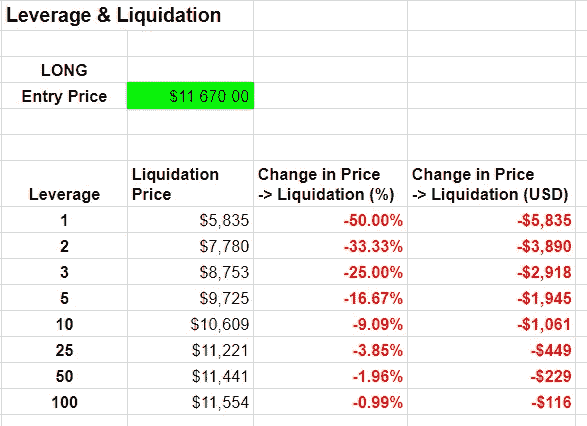 Leverage & Liquidation
LONG
Entry Price $11 670 00
Liquidation Change in Price Change in Price
Leverage Price -> Liquidation (%) -> Liquidation (USD)
1 $5,835 -50.00% -$5,835
2 $7,780 -33.33% -$3,890
3 $8,753 -25.00% -$2,918
5 $9,725 -16.67% -$1,945
10 $10,609 -9.09% -$1,061
25 $11,221 -3.85% -$449
50 $11,441 -1.96% -$229
100 $11,554 -0.99% -$116